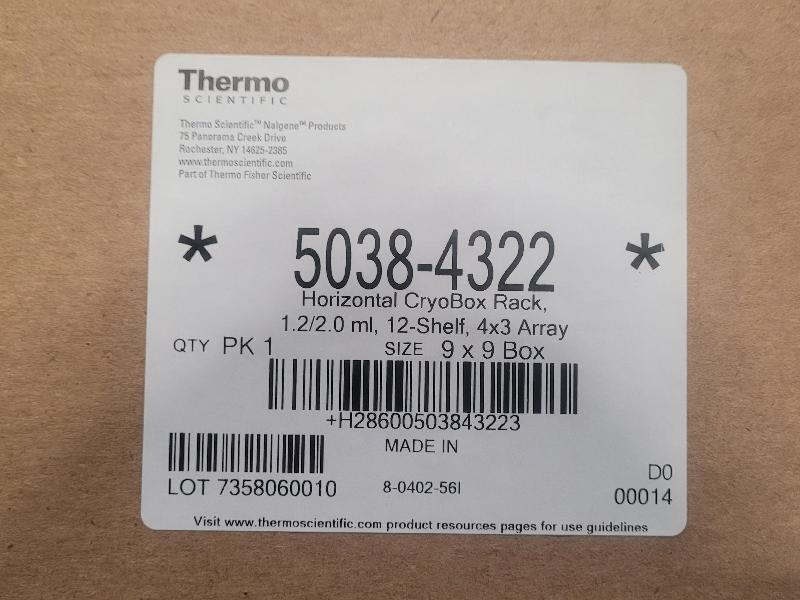 Thermo
SCIENTIFIC
Thermo Scientific™ Nalgene™ Products
75 Panorama Creek Drive
Rochester, NY 14625-2385
www.thermoscientific.com
Part of Thermo Fisher Scientific
* 5038-4322 *
Horizontal CryoBox Rack,
1.2/2.0 ml, 12-Shelf, 4x3 Array
QTY PK 1 SIZE 9 x 9 Box
+H28600503843223
MADE IN
LOT 7358060010 8-0402-56I D0
00014
Visit www.thermoscientific.com product resources pages for use guidelines